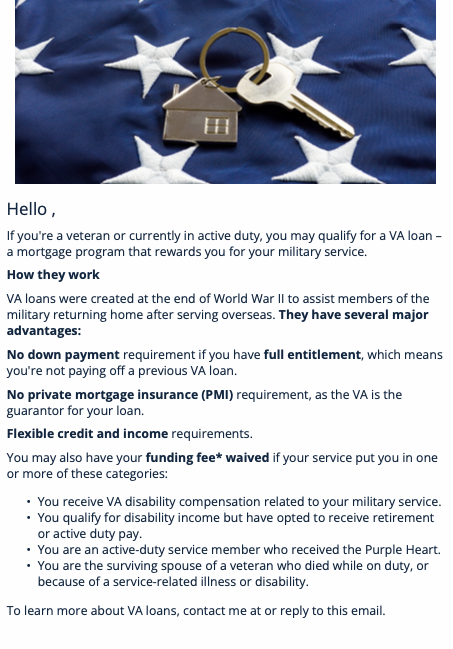 Hello ,
If you're a veteran or currently in active duty, you may qualify for a VA loan –
a mortgage program that rewards you for your military service.
How they work
VA loans were created at the end of World War II to assist members of the
military returning home after serving overseas. They have several major
advantages:
No down payment requirement if you have full entitlement, which means
you're not paying off a previous VA loan.
No private mortgage insurance (PMI) requirement, as the VA is the
guarantor for your loan.
Flexible credit and income requirements.
You may also have your funding fee* waived if your service put you in one
or more of these categories:
• You receive VA disability compensation related to your military service.
• You qualify for disability income but have opted to receive retirement
or active duty pay.
• You are an active-duty service member who received the Purple Heart.
• You are the surviving spouse of a veteran who died while on duty, or
because of a service-related illness or disability.
To learn more about VA loans, contact me at or reply to this email.